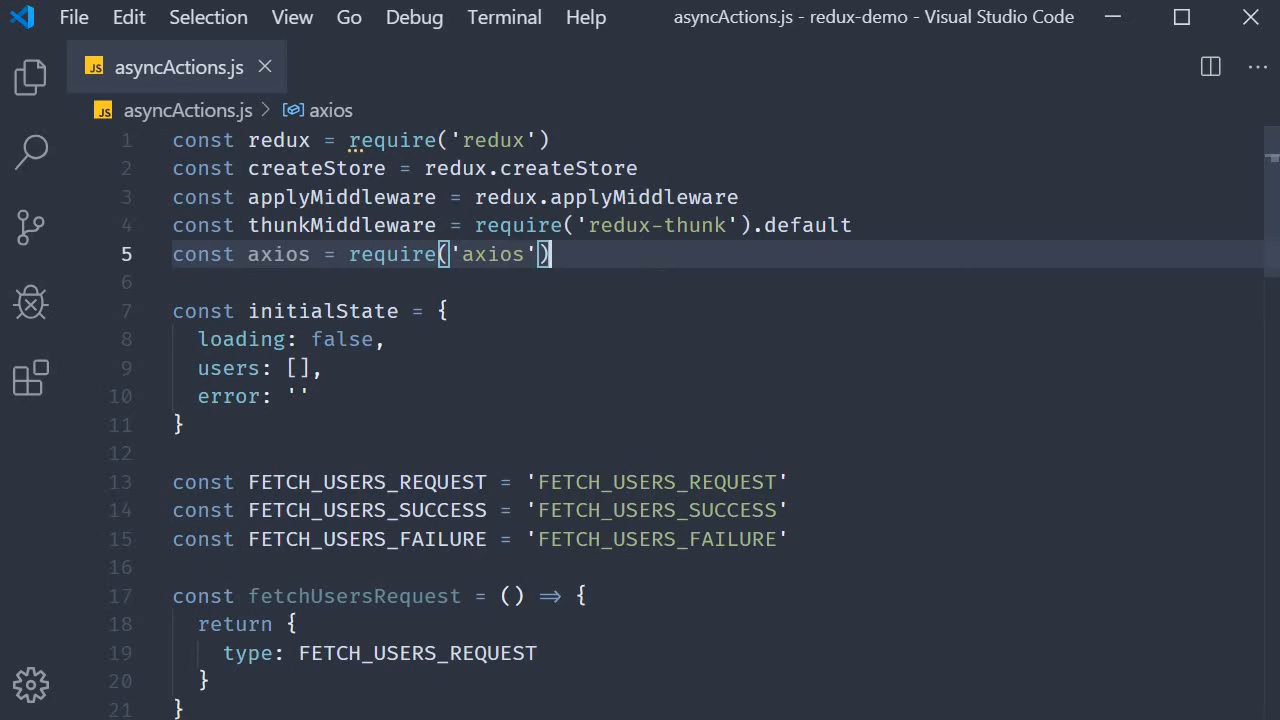 File Edit Selection View Go Debug Terminal Help asyncActions.js - redux-demo - Visual Studio Code
JS asyncActions.js
JS asyncActions.js > axios
1 const redux = require('redux')
2 const createStore = redux.createStore
3 const applyMiddleware = redux.applyMiddleware
4 const thunkMiddleware = require('redux-thunk').default
5 const axios = require('axios')
6
7 const initialState = {
8   loading: false,
9   users: [],
10   error: ''
11 }
12
13 const FETCH_USERS_REQUEST = 'FETCH_USERS_REQUEST'
14 const FETCH_USERS_SUCCESS = 'FETCH_USERS_SUCCESS'
15 const FETCH_USERS_FAILURE = 'FETCH_USERS_FAILURE'
16
17 const fetchUsersRequest = () => {
18   return {
19     type: FETCH_USERS_REQUEST
20   }
21 }